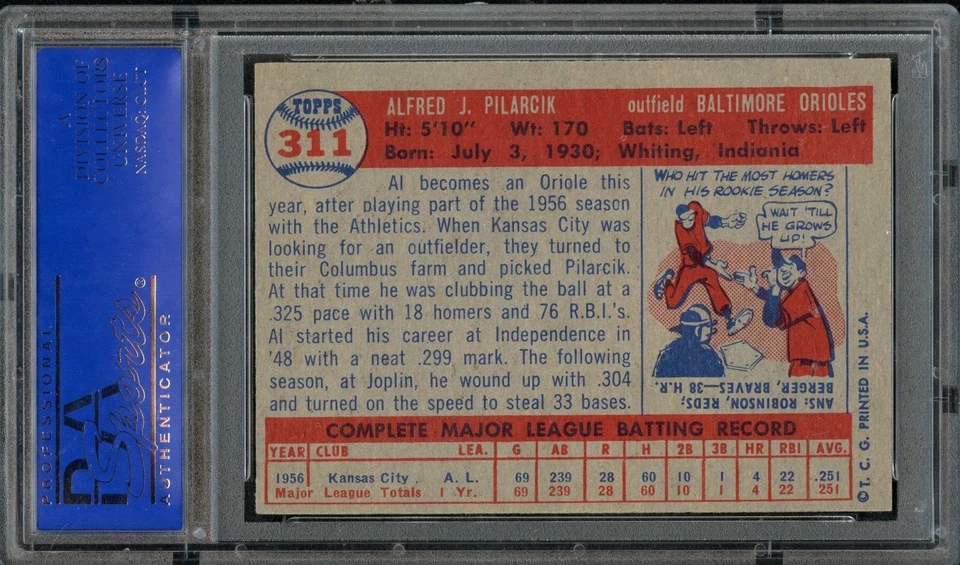 A
DIVISION OF
COLLECTORS
UNIVERSE
NASDAQ: CLCT
PROFESSIONAL
PSA
Sports
AUTHENTICATOR
TOPPS
311
ALFRED J. PILARCIK outfield BALTIMORE ORIOLES
Ht: 5'10" Wt: 170 Bats: Left Throws: Left
Born: July 3, 1930; Whiting, Indiania
Al becomes an Oriole this
year, after playing part of the 1956 season
with the Athletics. When Kansas City was
looking for an outfielder, they turned to
their Columbus farm and picked Pilarcik.
At that time he was clubbing the ball at a
.325 pace with 18 homers and 76 R.B.I.'s.
Al started his career at Independence in
'48 with a neat .299 mark. The following
season, at Joplin, he wound up with .304
and turned on the speed to steal 33 bases.
WHO HIT THE MOST HOMERS
IN HIS ROOKIE SEASON?
WAIT 'TILL
HE GROWS
UP!
ANS: ROBINSON, REDS;
BERGER, BRAVES—38 H.R.
COMPLETE MAJOR LEAGUE BATTING RECORD
YEAR CLUB LEA. G AB R H 2B 3B HR RBI AVG.
1956 Kansas City A. L. 69 239 28 60 10 1 4 22 .251
Major League Totals 1 Yr. 69 239 28 60 10 1 4 22 .251
© T. C. G. PRINTED IN U.S.A.